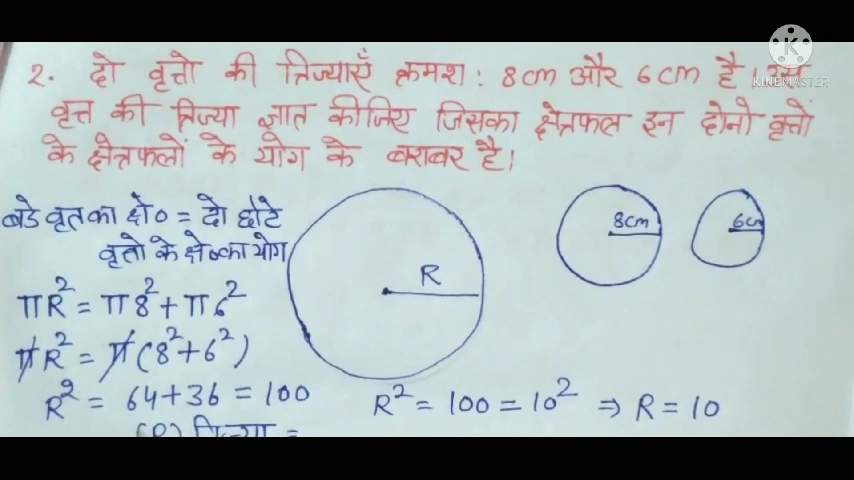 2. दो वृत्तो की त्रिज्याएँ क्रमश: 8cm और 6cm है। उस
वृत्त की त्रिज्या ज्ञात कीजिए जिसका क्षेत्रफल इन दोनो वृत्तों
के क्षेत्रफलों के योग के बराबर है।
KINEMASTER
बडे वृत का क्षे० = दो छोटे
वृत्तो के क्षे० का योग
R
8cm
6cm
πR² = π8² + π6²
πR² = π(8² + 6²)
R² = 64+36 = 100
R² = 100 = 10² ⇒ R = 10
(R) त्रिज्या =